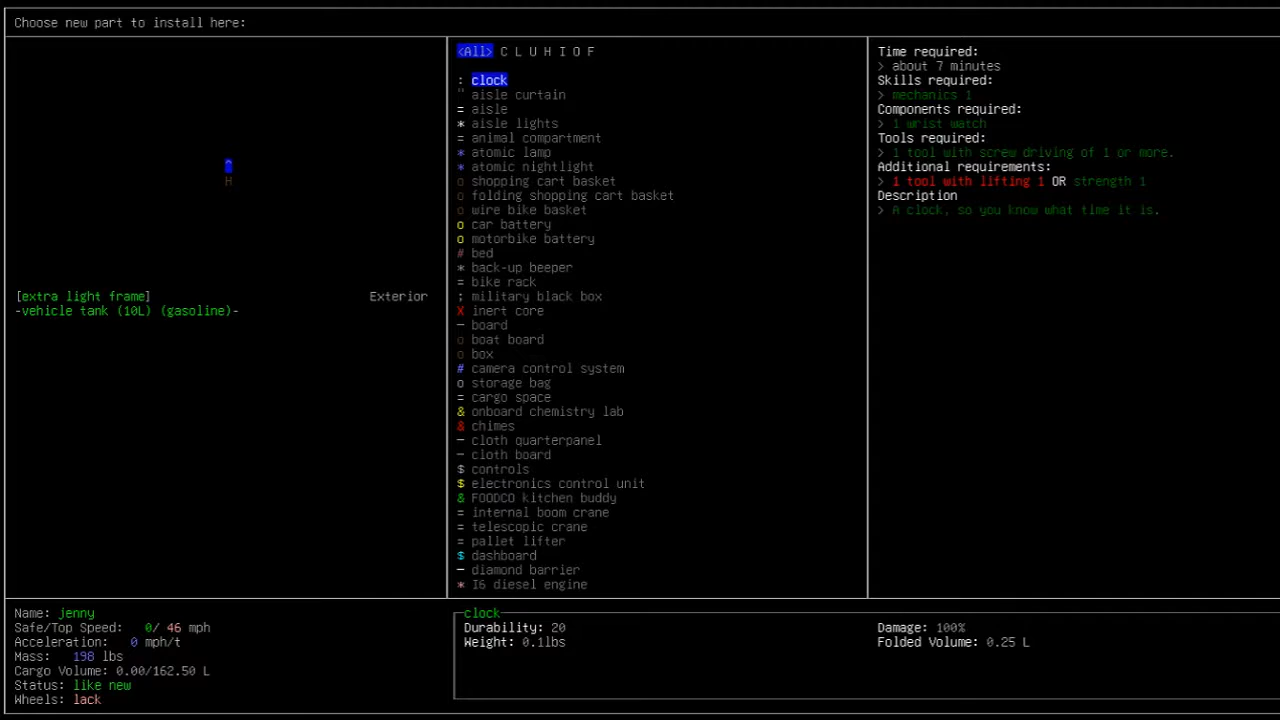 Choose new part to install here:
^
H
[extra light frame] Exterior
-vehicle tank (10L) (gasoline)-
<All> C L U H I O F
: clock
" aisle curtain
= aisle
* aisle lights
= animal compartment
* atomic lamp
* atomic nightlight
o shopping cart basket
o folding shopping cart basket
o wire bike basket
o car battery
o motorbike battery
# bed
* back-up beeper
= bike rack
; military black box
X inert core
— board
o boat board
o box
# camera control system
o storage bag
= cargo space
& onboard chemistry lab
& chimes
— cloth quarterpanel
— cloth board
$ controls
$ electronics control unit
& FOODCO kitchen buddy
= internal boom crane
= telescopic crane
= pallet lifter
$ dashboard
— diamond barrier
* I6 diesel engine
Time required:
> about 7 minutes
Skills required:
> mechanics 1
Components required:
> 1 wrist watch
Tools required:
> 1 tool with screw driving of 1 or more.
Additional requirements:
> 1 tool with lifting 1 OR strength 1
Description
> A clock, so you know what time it is.
Name: jenny
Safe/Top Speed: 0/ 46 mph
Acceleration: 0 mph/t
Mass: 198 lbs
Cargo Volume: 0.00/162.50 L
Status: like new
Wheels: lack
clock
Durability: 20
Weight: 0.1lbs
Damage: 100%
Folded Volume: 0.25 L